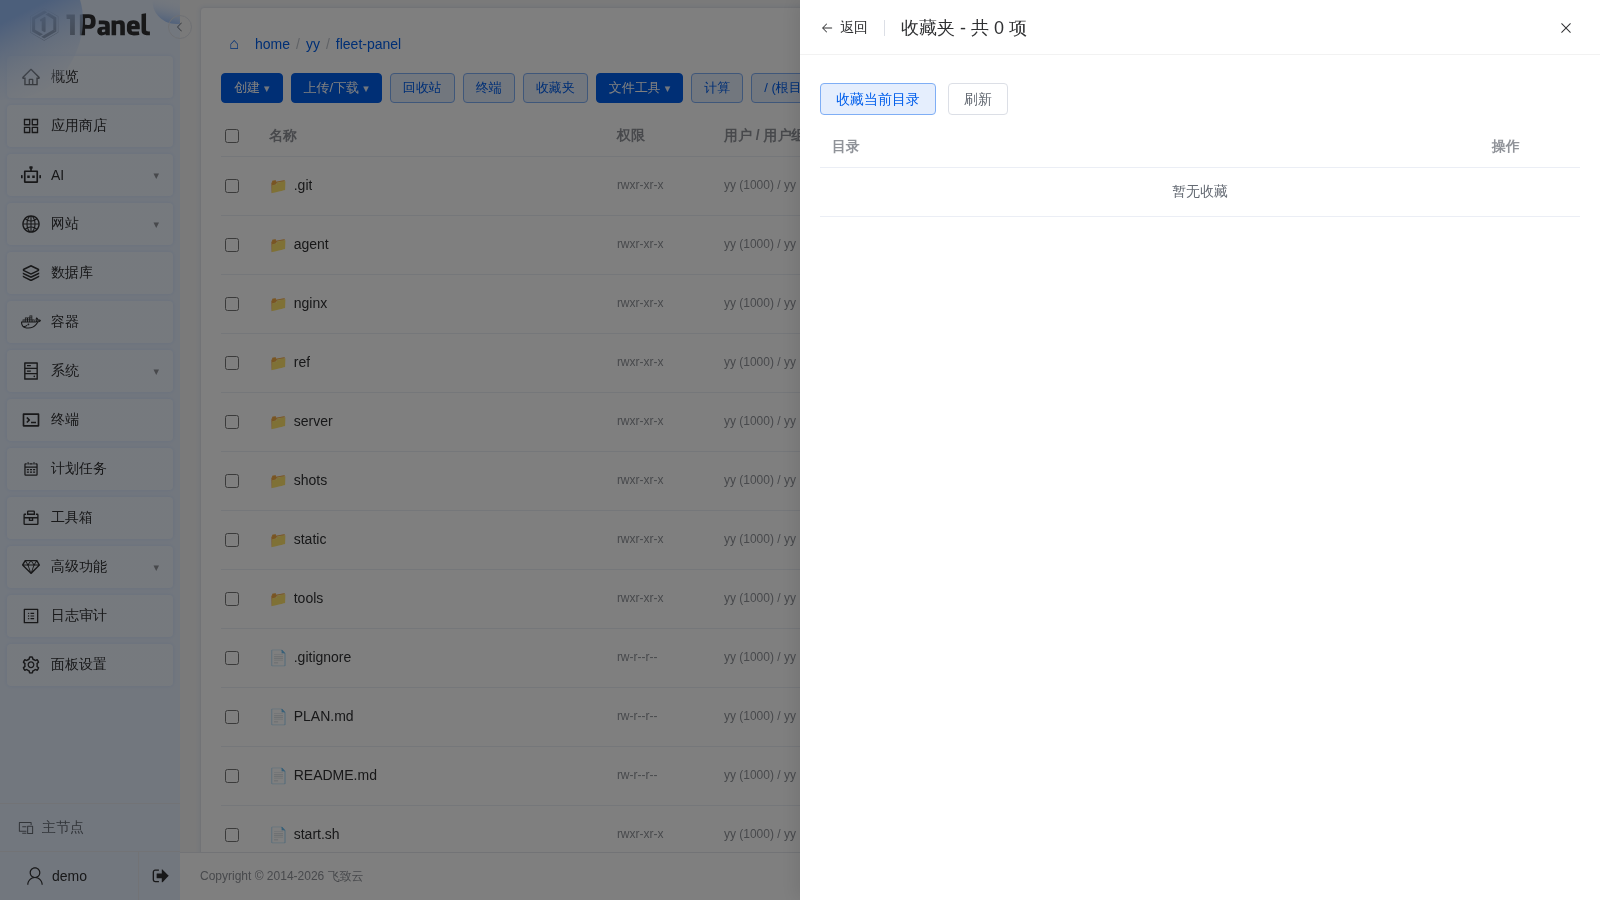 1Panel
概览
应用商店
AI
网站
数据库
容器
系统
终端
计划任务
工具箱
高级功能
日志审计
面板设置
主节点
demo
home / yy / fleet-panel
创建 上传/下载 回收站 终端 收藏夹 文件工具 计算 / (根目
名称 权限 用户 / 用户组
.git rwxr-xr-x yy (1000) / yy
agent rwxr-xr-x yy (1000) / yy
nginx rwxr-xr-x yy (1000) / yy
ref rwxr-xr-x yy (1000) / yy
server rwxr-xr-x yy (1000) / yy
shots rwxr-xr-x yy (1000) / yy
static rwxr-xr-x yy (1000) / yy
tools rwxr-xr-x yy (1000) / yy
.gitignore rw-r--r-- yy (1000) / yy
PLAN.md rw-r--r-- yy (1000) / yy
README.md rw-r--r-- yy (1000) / yy
start.sh rwxr-xr-x yy (1000) / yy
Copyright © 2014-2026 飞致云
返回 收藏夹 - 共 0 项
收藏当前目录 刷新
目录 操作
暂无收藏